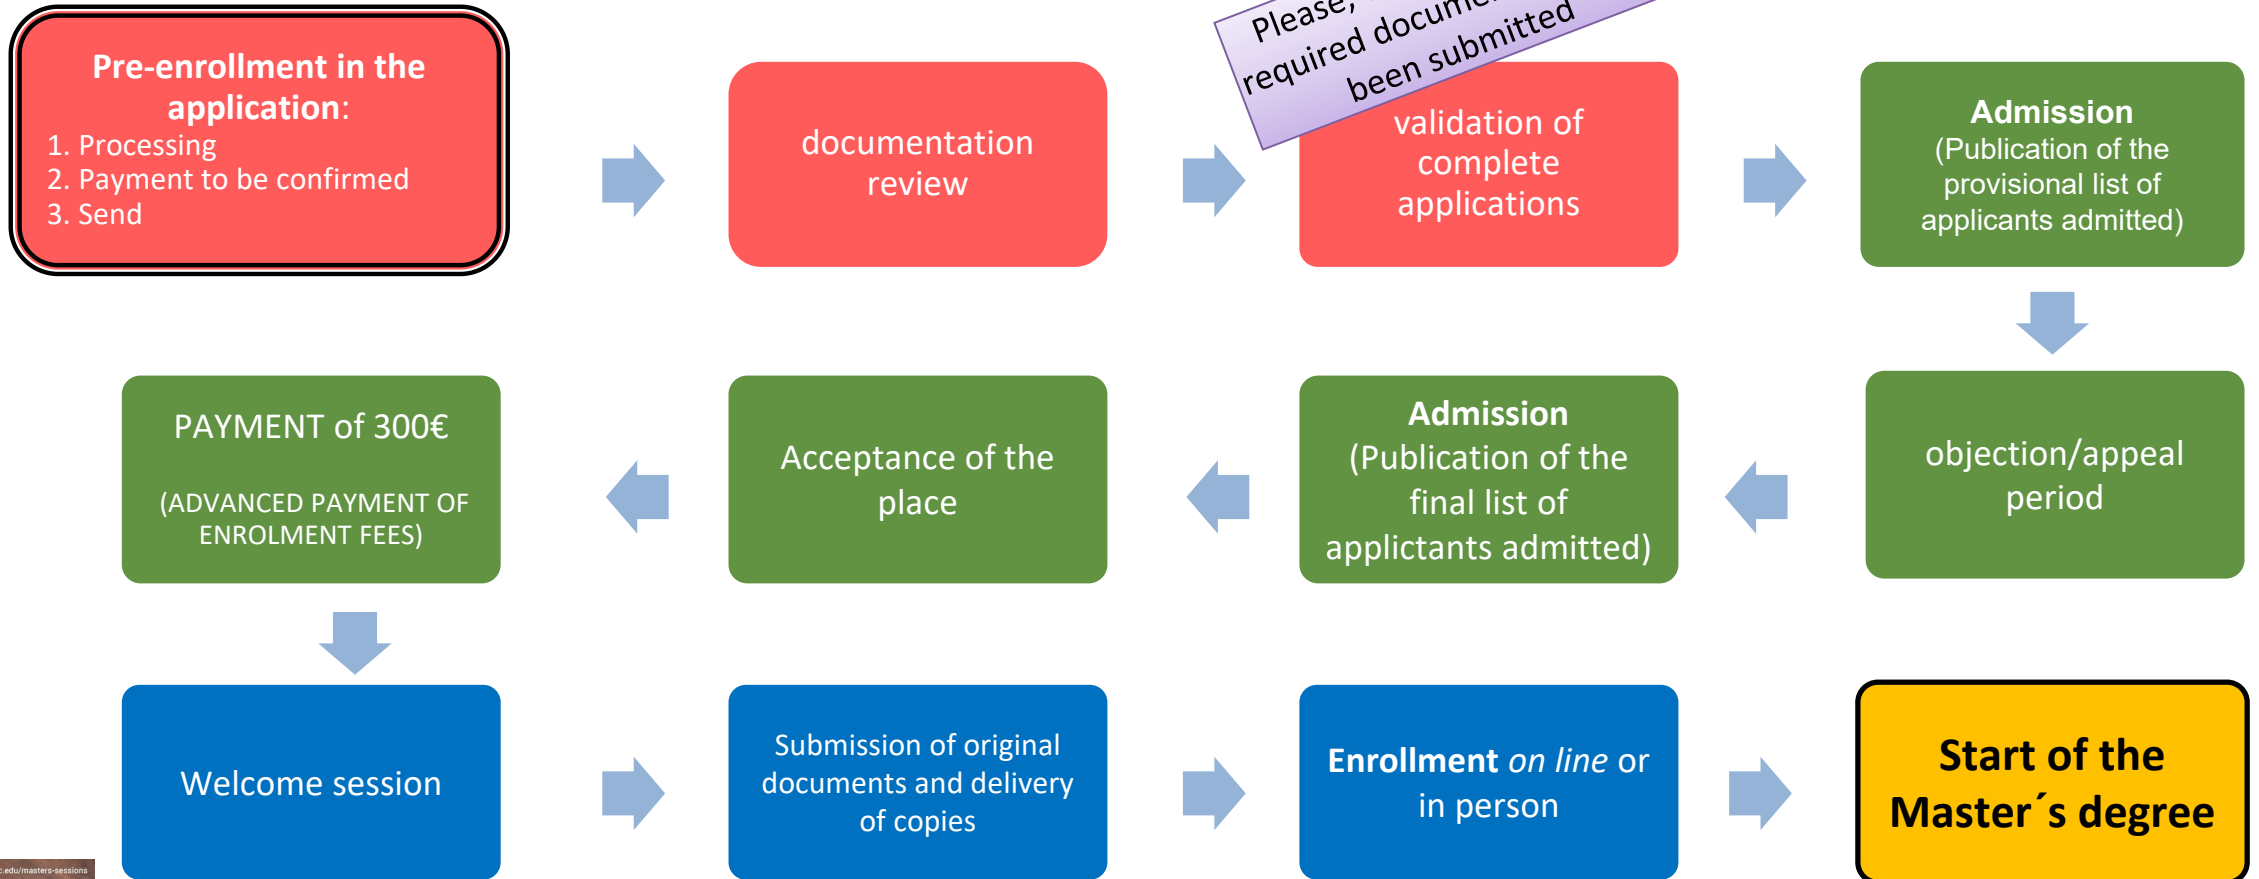 Please,
required docume
been submitted
Pre-enrollment in the
application:
1. Processing
2. Payment to be confirmed
3. Send
documentation
review
validation of
complete
applications
Admission
(Publication of the
provisional list of
applicants admitted)
objection/appeal
period
Admission
(Publication of the
final list of
applictants admitted)
Acceptance of the
place
PAYMENT of 300€
(ADVANCED PAYMENT OF
ENROLMENT FEES)
Welcome session
Submission of original
documents and delivery
of copies
Enrollment on line or
in person
Start of the
Master´s degree
c.edu/masters-sessions